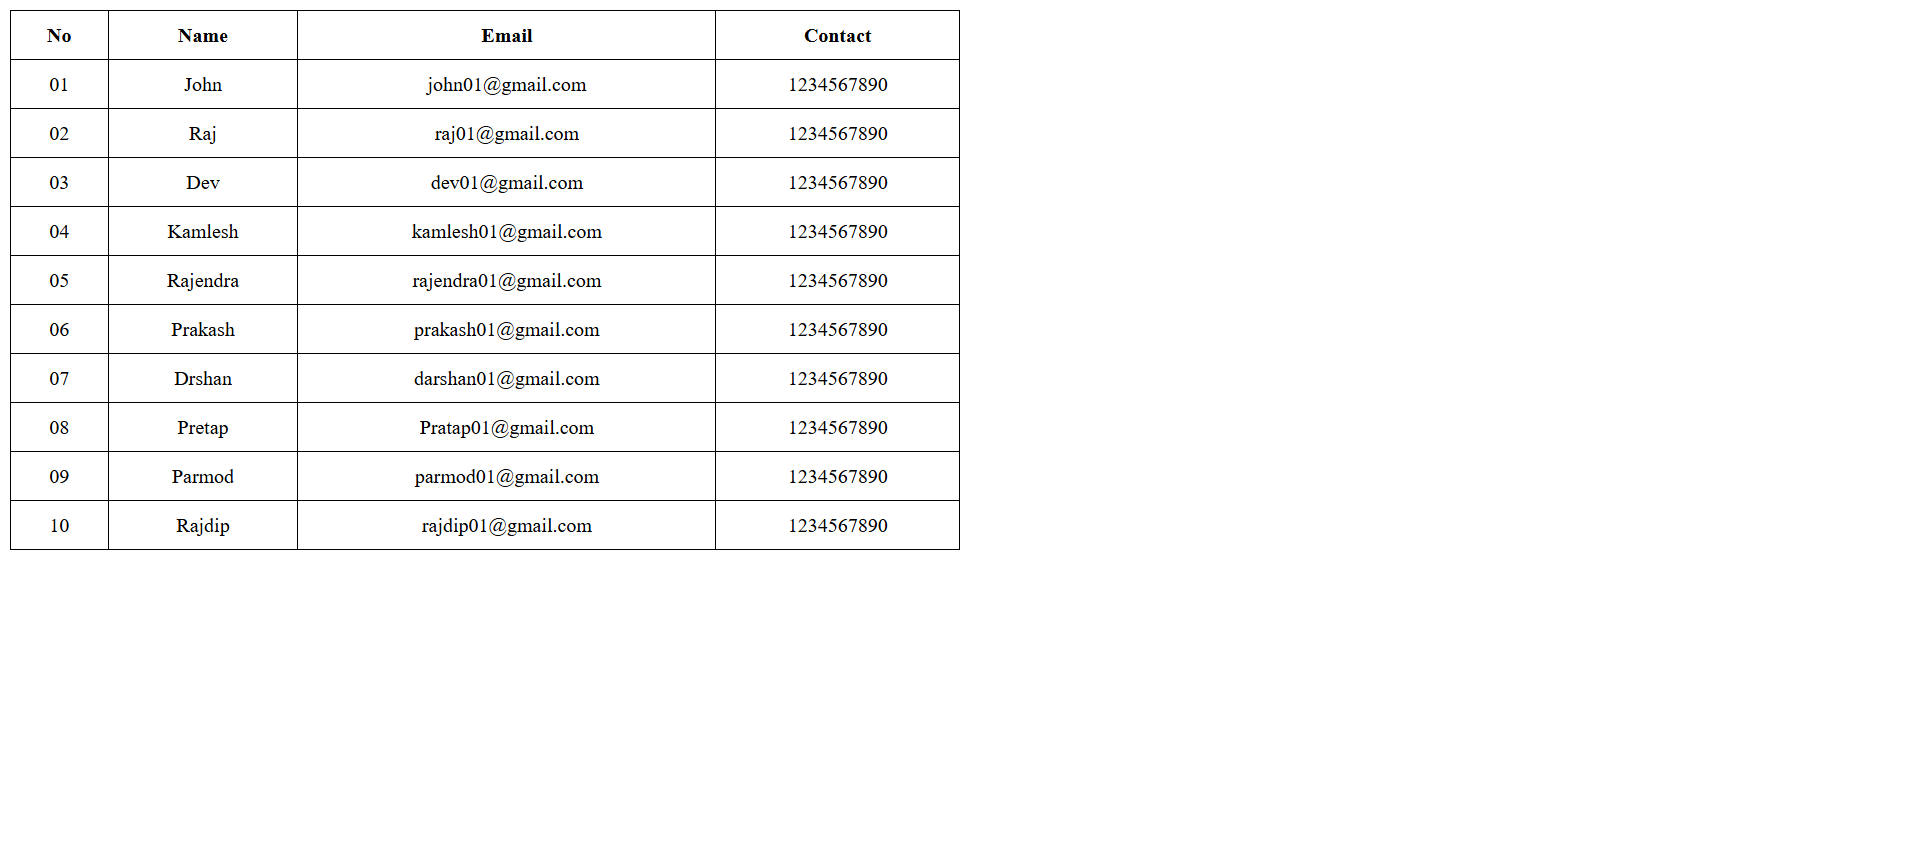 No Name Email Contact
01 John john01@gmail.com 1234567890
02 Raj raj01@gmail.com 1234567890
03 Dev dev01@gmail.com 1234567890
04 Kamlesh kamlesh01@gmail.com 1234567890
05 Rajendra rajendra01@gmail.com 1234567890
06 Prakash prakash01@gmail.com 1234567890
07 Drshan darshan01@gmail.com 1234567890
08 Pretap Pratap01@gmail.com 1234567890
09 Parmod parmod01@gmail.com 1234567890
10 Rajdip rajdip01@gmail.com 1234567890